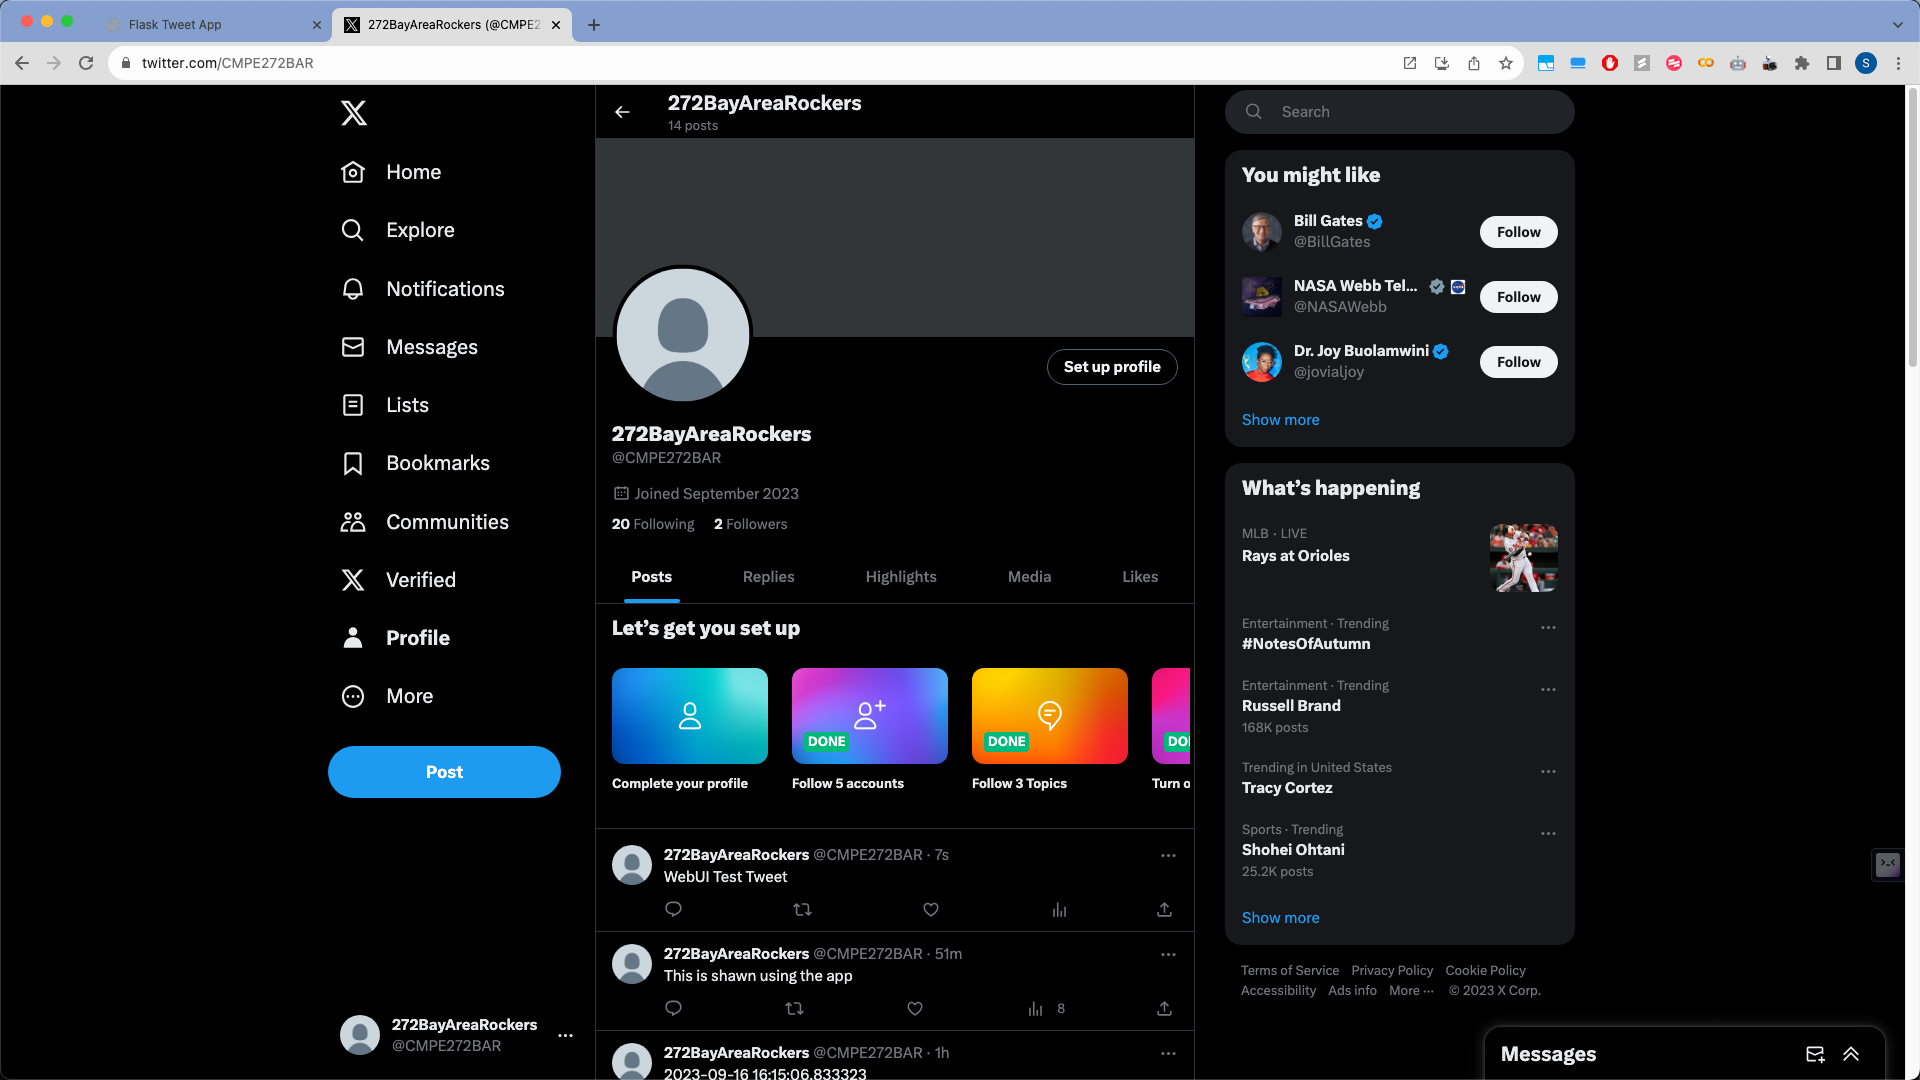 Flask Tweet App
272BayAreaRockers (@CMPE2
twitter.com/CMPE272BAR
S
Home
Explore
Notifications
Messages
Lists
Bookmarks
Communities
Verified
Profile
More
Post
272BayAreaRockers
@CMPE272BAR
272BayAreaRockers
14 posts
Set up profile
272BayAreaRockers
@CMPE272BAR
Joined September 2023
20 Following 2 Followers
Posts Replies Highlights Media Likes
Let’s get you set up
DONE DONE DO
Complete your profile Follow 5 accounts Follow 3 Topics Turn o
272BayAreaRockers @CMPE272BAR · 7s
WebUI Test Tweet
272BayAreaRockers @CMPE272BAR · 51m
This is shawn using the app
8
272BayAreaRockers @CMPE272BAR · 1h
2023-09-16 16:15:06.833323
Search
You might like
Bill Gates
@BillGates
Follow
NASA Webb Tel...
@NASAWebb
Follow
Dr. Joy Buolamwini
@jovialjoy
Follow
Show more
What’s happening
MLB · LIVE
Rays at Orioles
Entertainment · Trending
#NotesOfAutumn
Entertainment · Trending
Russell Brand
168K posts
Trending in United States
Tracy Cortez
Sports · Trending
Shohei Ohtani
25.2K posts
Show more
Terms of Service Privacy Policy Cookie Policy
Accessibility Ads info More ··· © 2023 X Corp.
Messages